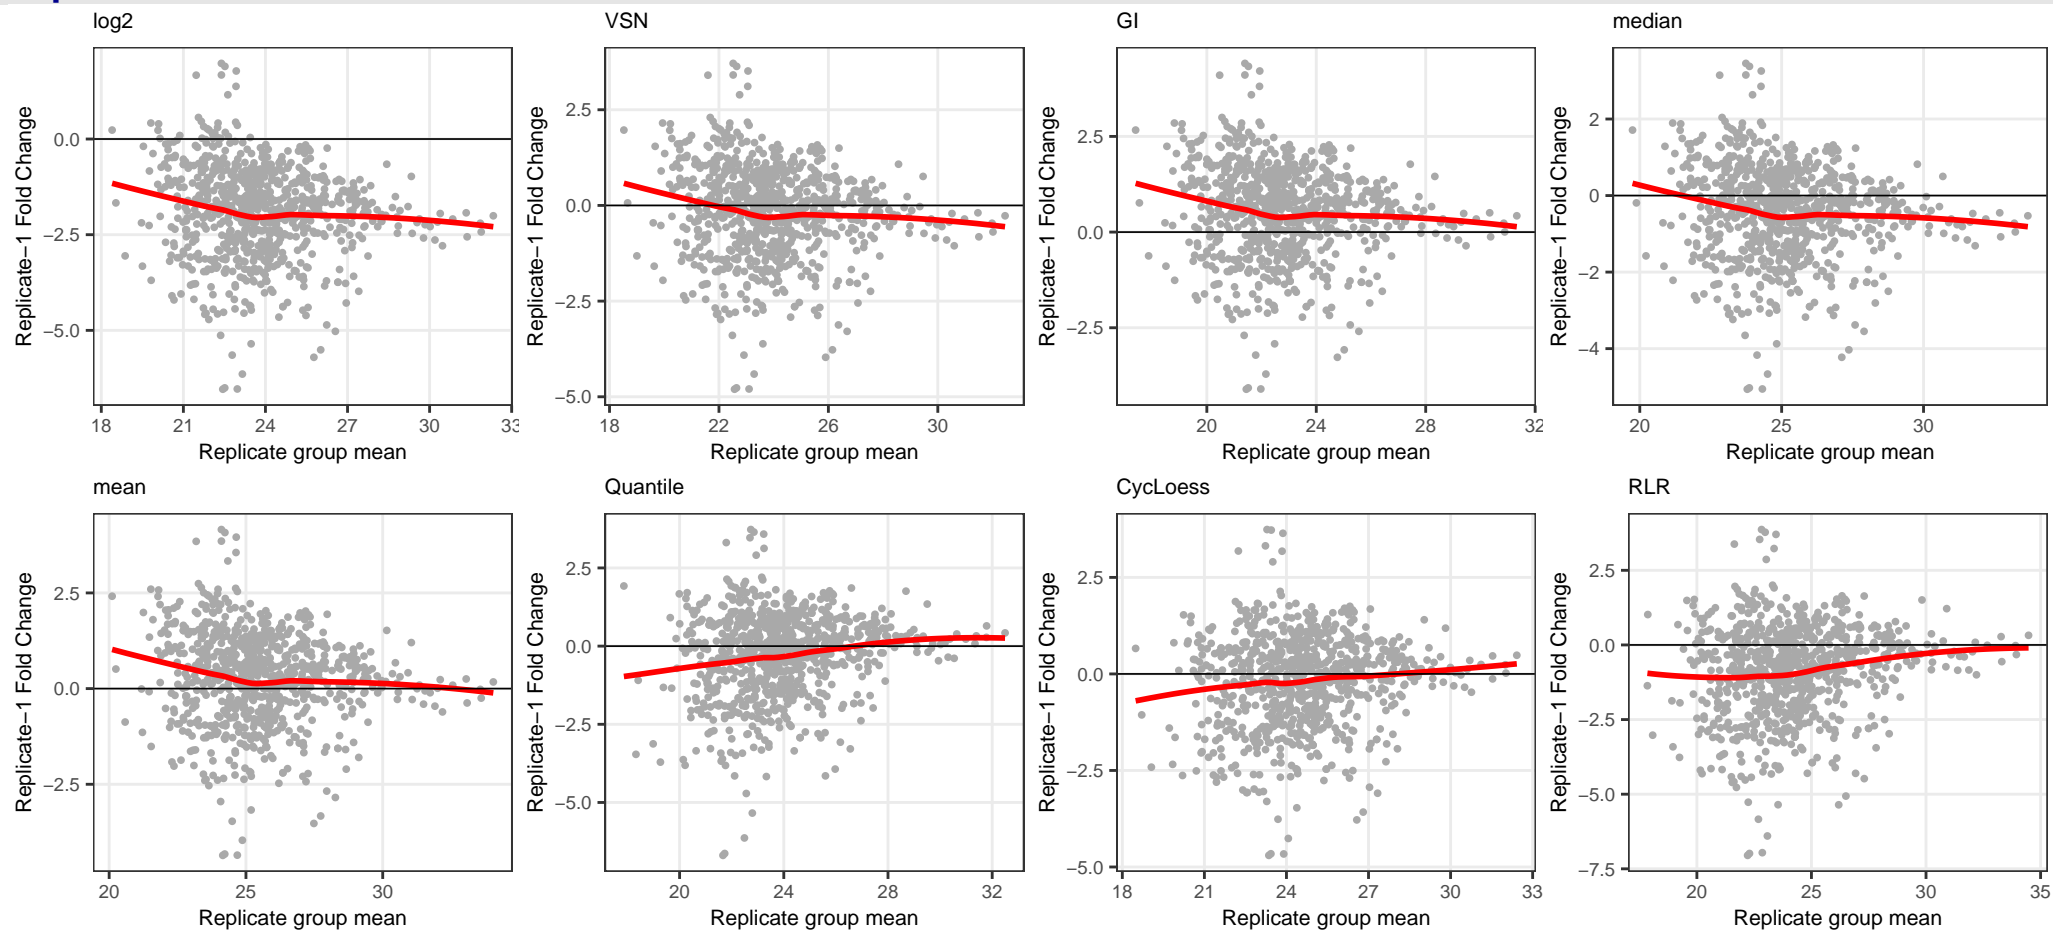 log2 VSN GI median
Replicate−1 Fold Change Replicate−1 Fold Change Replicate−1 Fold Change Replicate−1 Fold Change
0.0 −2.5 −5.0
2.5 0.0 −2.5 −5.0
2.5 0.0 −2.5
2 0 −2 −4
18 21 24 27 30 33 18 22 26 30 20 24 28 32 20 25 30
Replicate group mean Replicate group mean Replicate group mean Replicate group mean
mean Quantile CycLoess RLR
Replicate−1 Fold Change Replicate−1 Fold Change Replicate−1 Fold Change Replicate−1 Fold Change
2.5 0.0 −2.5
2.5 0.0 −2.5 −5.0
2.5 0.0 −2.5 −5.0
2.5 0.0 −2.5 −5.0 −7.5
20 25 30 20 24 28 32 18 21 24 27 30 33 20 25 30 35
Replicate group mean Replicate group mean Replicate group mean Replicate group mean